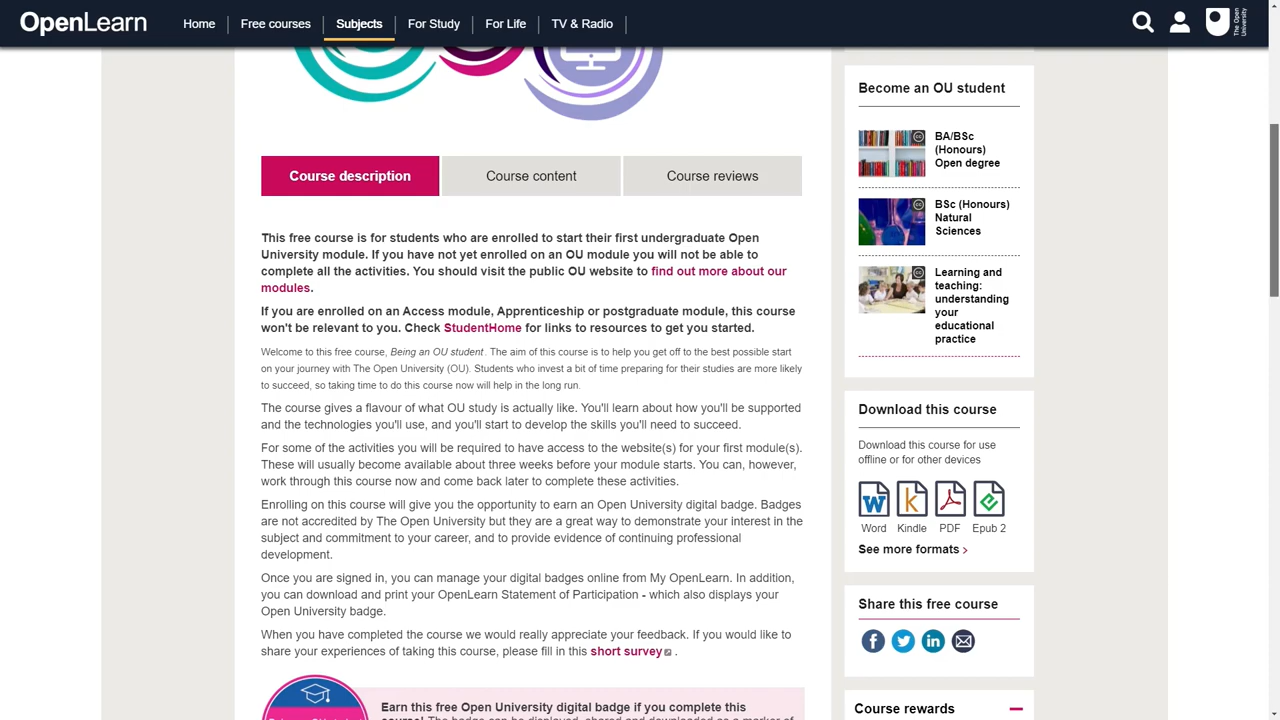 OpenLearn
Home
Free courses
Subjects
For Study
For Life
TV & Radio
The Open
University
Course description
Course content
Course reviews
This free course is for students who are enrolled to start their first undergraduate Open
University module. If you have not yet enrolled on an OU module you will not be able to
complete all the activities. You should visit the public OU website to find out more about our
modules.
If you are enrolled on an Access module, Apprenticeship or postgraduate module, this course
won't be relevant to you. Check StudentHome for links to resources to get you started.
Welcome to this free course, Being an OU student. The aim of this course is to help you get off to the best possible start
on your journey with The Open University (OU). Students who invest a bit of time preparing for their studies are more likely
to succeed, so taking time to do this course now will help in the long run.
The course gives a flavour of what OU study is actually like. You'll learn about how you'll be supported
and the technologies you'll use, and you'll start to develop the skills you'll need to succeed.
For some of the activities you will be required to have access to the website(s) for your first module(s).
These will usually become available about three weeks before your module starts. You can, however,
work through this course now and come back later to complete these activities.
Enrolling on this course will give you the opportunity to earn an Open University digital badge. Badges
are not accredited by The Open University but they are a great way to demonstrate your interest in the
subject and commitment to your career, and to provide evidence of continuing professional
development.
Once you are signed in, you can manage your digital badges online from My OpenLearn. In addition,
you can download and print your OpenLearn Statement of Participation - which also displays your
Open University badge.
When you have completed the course we would really appreciate your feedback. If you would like to
share your experiences of taking this course, please fill in this short survey .
Earn this free Open University digital badge if you complete this
course! The badge can be displayed, shared and downloaded as a marker of
Become an OU student
BA/BSc
(Honours)
Open degree
BSc (Honours)
Natural
Sciences
Learning and
teaching:
understanding
your
educational
practice
Download this course
Download this course for use
offline or for other devices
Word
Kindle
PDF
Epub 2
See more formats
Share this free course
Course rewards